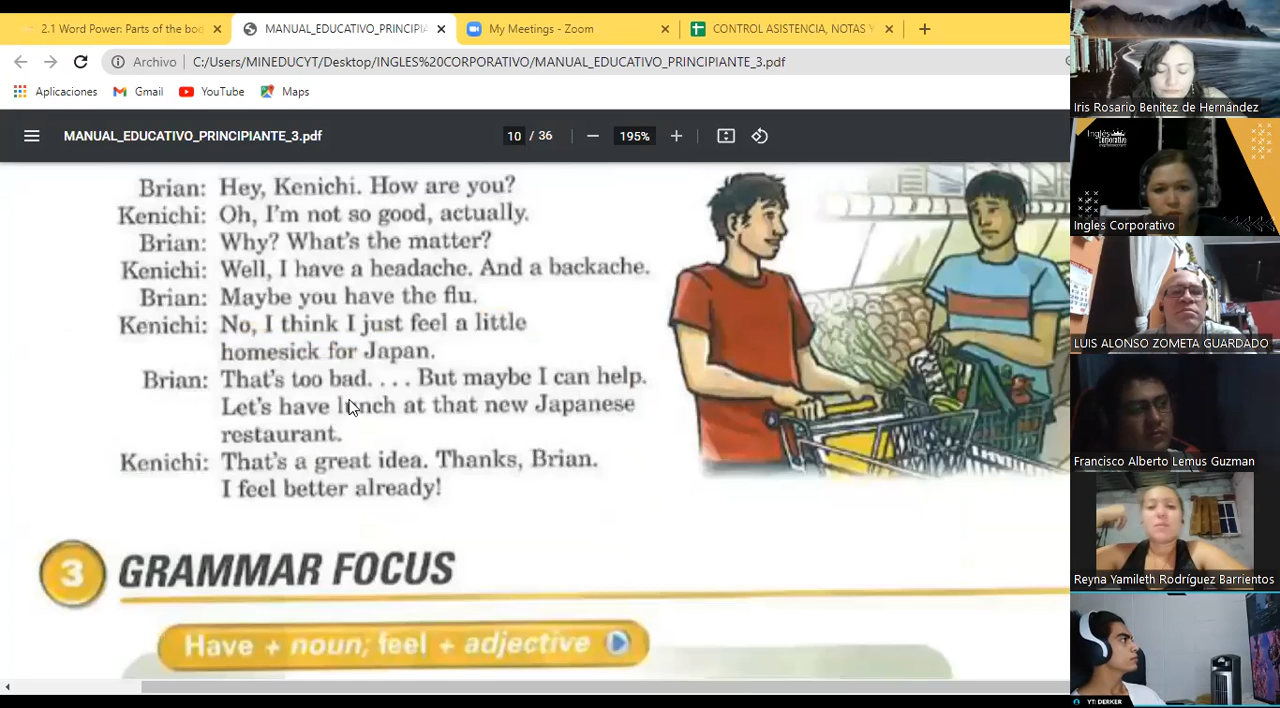 2.1 Word Power: Parts of the bod
MANUAL_EDUCATIVO_PRINCIPIA
My Meetings - Zoom
CONTROL ASISTENCIA, NOTAS Y
Archivo
C:/Users/MINEDUCYT/Desktop/INGLES%20CORPORATIVO/MANUAL_EDUCATIVO_PRINCIPIANTE_3.pdf
Aplicaciones
Gmail
YouTube
Maps
MANUAL_EDUCATIVO_PRINCIPIANTE_3.pdf
10 / 36
195%
Brian: Hey, Kenichi. How are you?
Kenichi: Oh, I'm not so good, actually.
Brian: Why? What's the matter?
Kenichi: Well, I have a headache. And a backache.
Brian: Maybe you have the flu.
Kenichi: No, I think I just feel a little
homesick for Japan.
Brian: That's too bad. . . . But maybe I can help.
Let's have lunch at that new Japanese
restaurant.
Kenichi: That's a great idea. Thanks, Brian.
I feel better already!
3 GRAMMAR FOCUS
Have + noun; feel + adjective
Iris Rosario Benitez de Hernández
Inglés
Corporativo
Ingles Corporativo
LUIS ALONSO ZOMETA GUARDADO
Francisco Alberto Lemus Guzman
Reyna Yamileth Rodríguez Barrientos
YT: DERKER